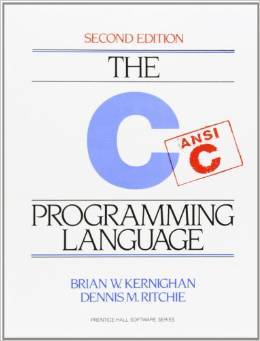 SECOND EDITION
THE
C
ANSI
C
PROGRAMMING
LANGUAGE
BRIAN W. KERNIGHAN
DENNIS M. RITCHIE
PRENTICE HALL SOFTWARE SERIES